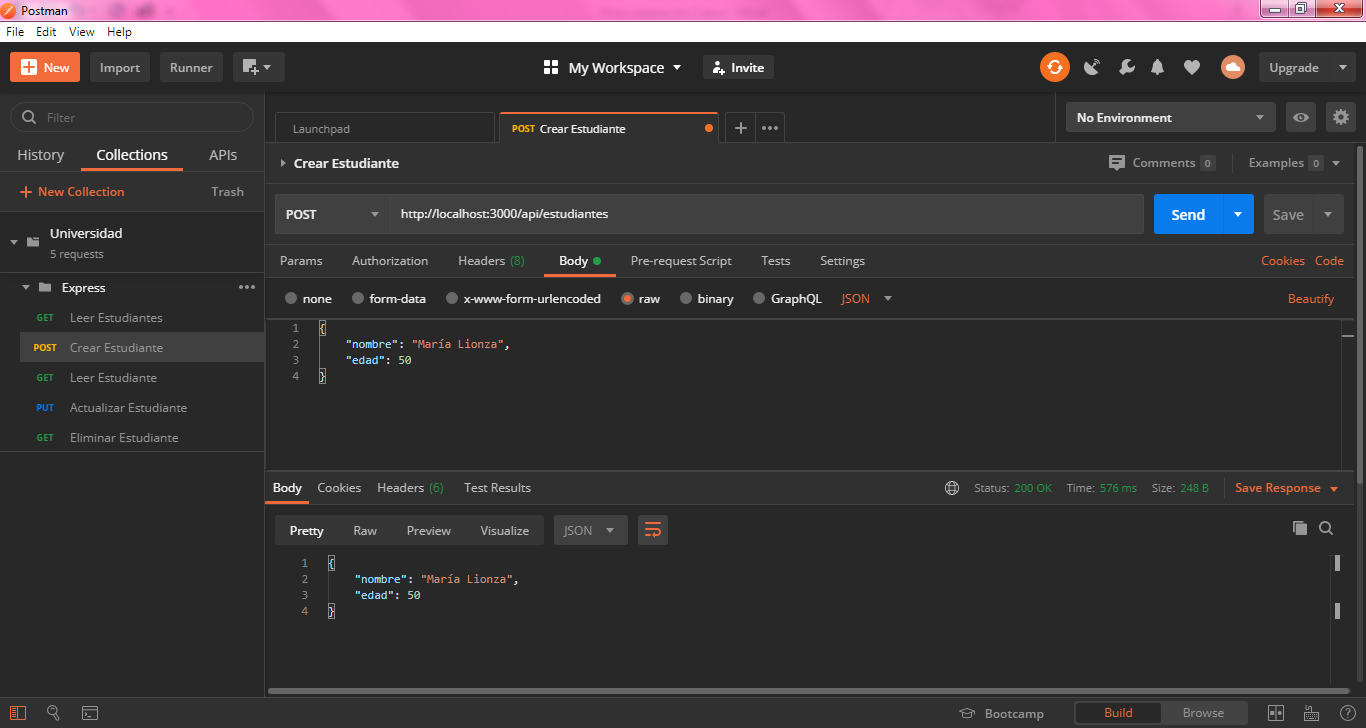 Postman
File Edit View Help
New Import Runner My Workspace Invite Upgrade
Filter
History Collections APIs
New Collection Trash
Universidad
5 requests
Express
GET Leer Estudiantes
POST Crear Estudiante
GET Leer Estudiante
PUT Actualizar Estudiante
GET Eliminar Estudiante
Launchpad POST Crear Estudiante No Environment
Crear Estudiante Comments 0 Examples 0
POST http://localhost:3000/api/estudiantes Send Save
Params Authorization Headers (8) Body Pre-request Script Tests Settings Cookies Code
none form-data x-www-form-urlencoded raw binary GraphQL JSON Beautify
1 {
2 "nombre": "María Lionza",
3 "edad": 50
4 }
Body Cookies Headers (6) Test Results Status: 200 OK Time: 576 ms Size: 248 B Save Response
Pretty Raw Preview Visualize JSON
1 {
2 "nombre": "María Lionza",
3 "edad": 50
4 }
Bootcamp Build Browse